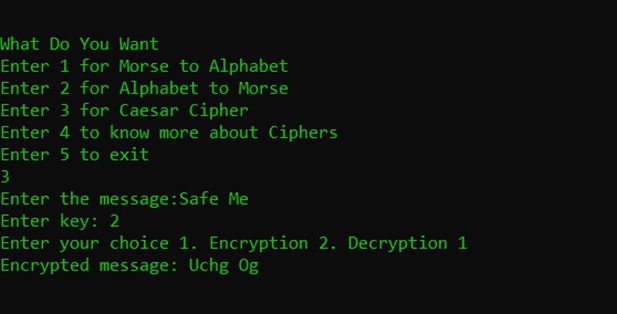 What Do You Want
Enter 1 for Morse to Alphabet
Enter 2 for Alphabet to Morse
Enter 3 for Caesar Cipher
Enter 4 to know more about Ciphers
Enter 5 to exit
3
Enter the message:Safe Me
Enter key: 2
Enter your choice 1. Encryption 2. Decryption 1
Encrypted message: Uchg Og